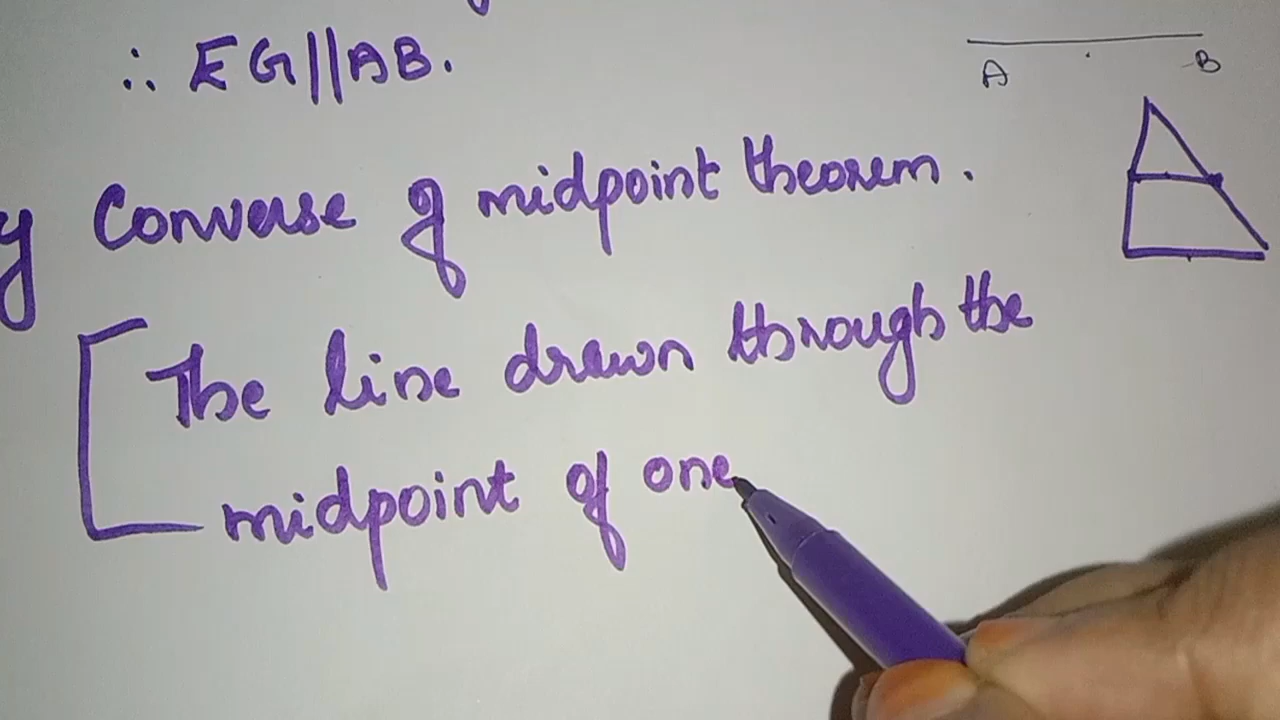 ∴ EG||AB.
A B
y Converse of midpoint theorem.
The line drawn through the
midpoint of one